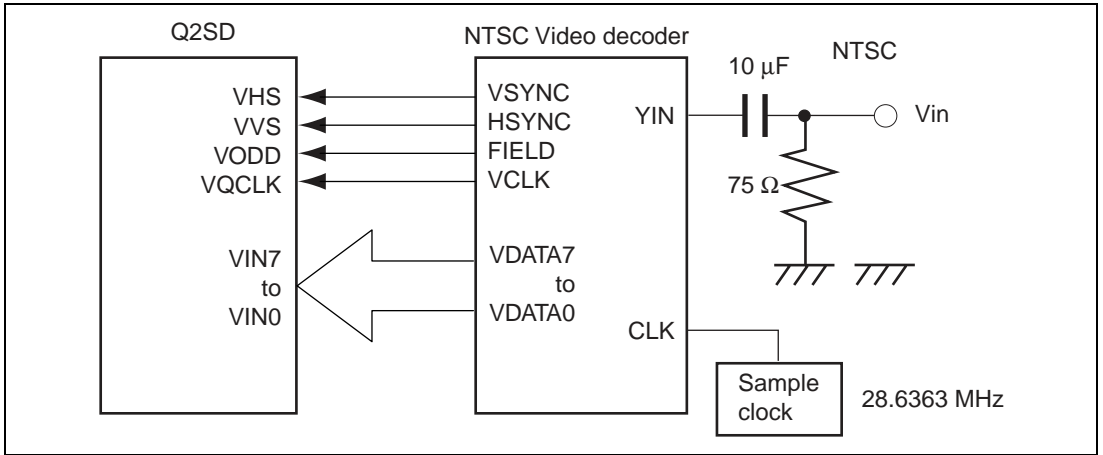 Q2SD
NTSC Video decoder
NTSC
10 μF
VHS
VVS
VODD
VQCLK
VSYNC
HSYNC
FIELD
VCLK
YIN
Vin
75 Ω
VIN7
to
VIN0
VDATA7
to
VDATA0
CLK
Sample
clock
28.6363 MHz